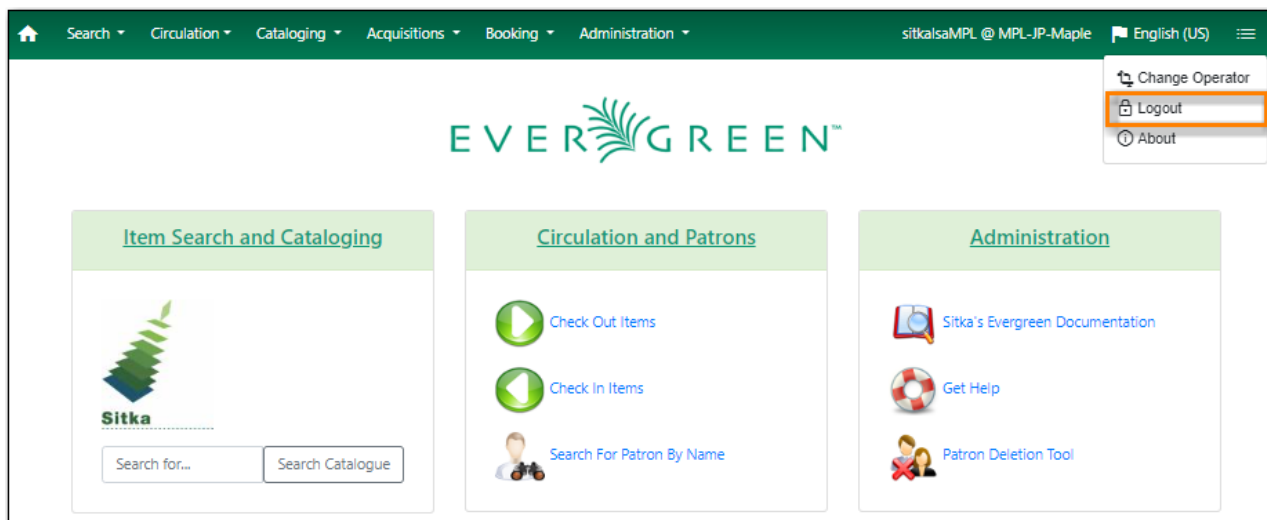 Search Circulation Cataloging Acquisitions Booking Administration sitkalsaMPL @ MPL-JP-Maple English (US)
Change Operator
Logout
About
EVERGREEN™
Item Search and Cataloging
Sitka
Search for... Search Catalogue
Circulation and Patrons
Check Out Items
Check In Items
Search For Patron By Name
Administration
Sitka's Evergreen Documentation
Get Help
Patron Deletion Tool